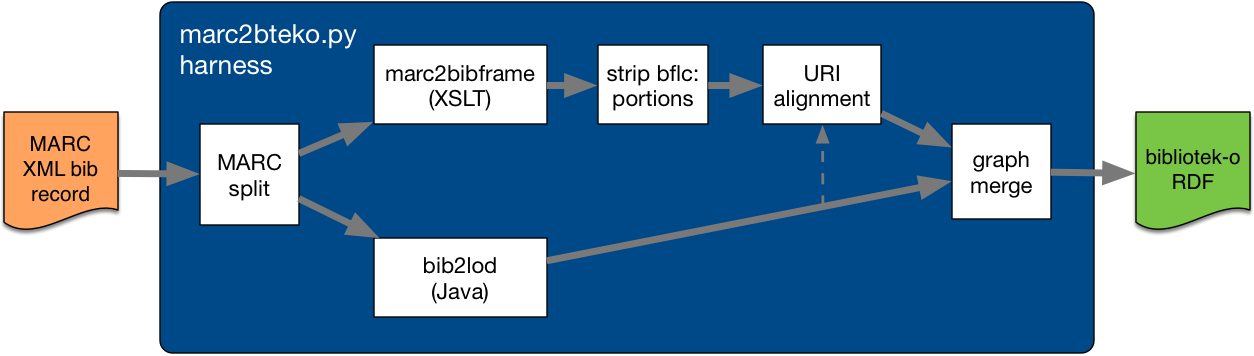 marc2bteko.py
harness
MARC
XML bib
record
MARC
split
marc2bibframe
(XSLT)
strip bflc:
portions
URI
alignment
bib2lod
(Java)
graph
merge
bibliotek-o
RDF